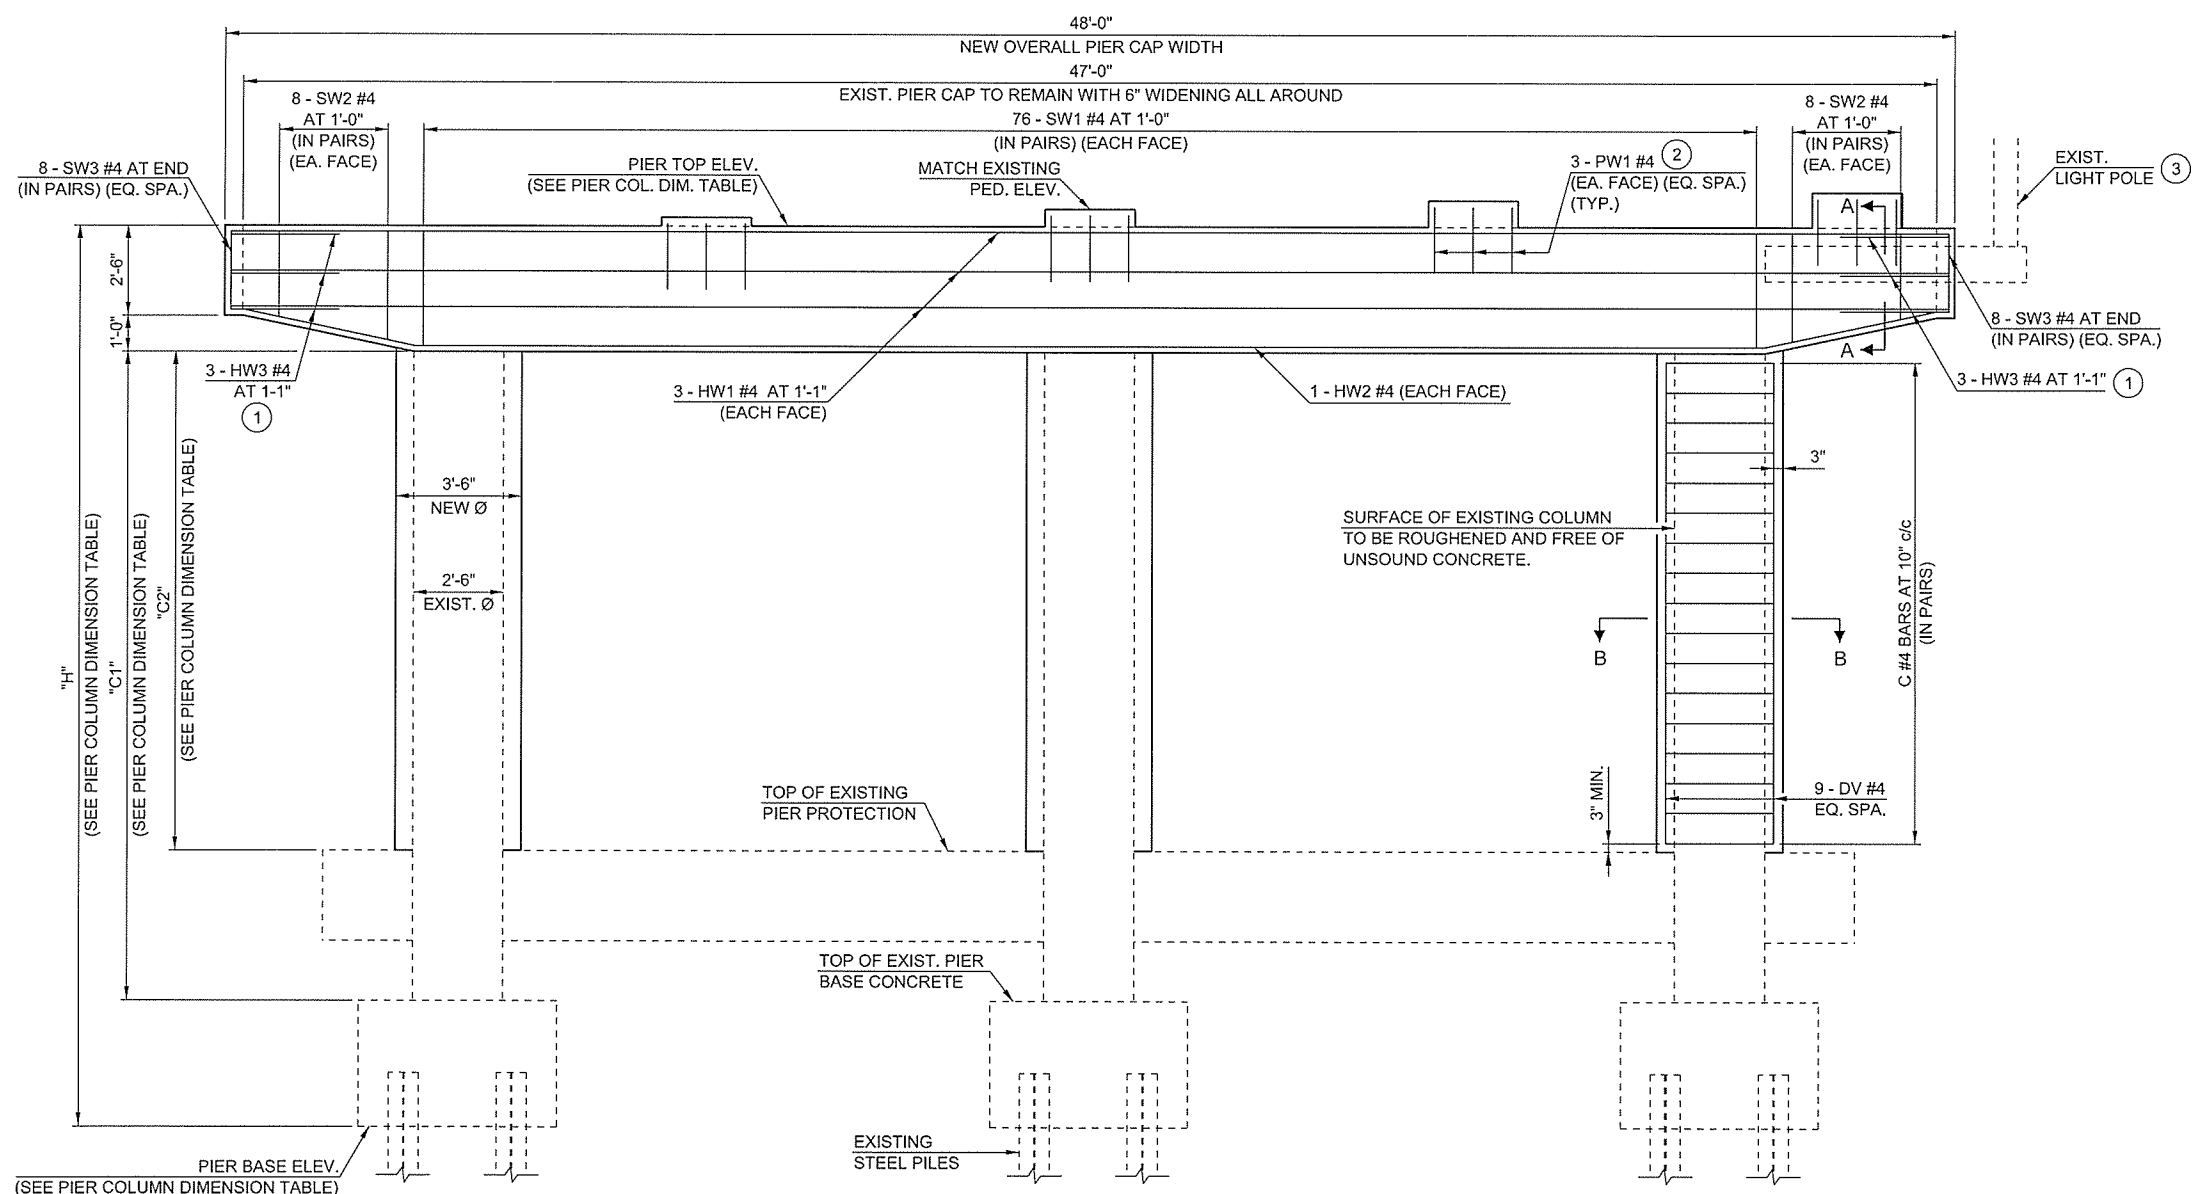 48'-0"
NEW OVERALL PIER CAP WIDTH
47'-0"
EXIST. PIER CAP TO REMAIN WITH 6" WIDENING ALL AROUND
8 - SW2 #4
AT 1'-0"
(IN PAIRS)
(EA. FACE)
76 - SW1 #4 AT 1'-0"
(IN PAIRS) (EACH FACE)
8 - SW2 #4
AT 1'-0"
(IN PAIRS)
(EA. FACE)
8 - SW3 #4 AT END
(IN PAIRS) (EQ. SPA.)
PIER TOP ELEV.
(SEE PIER COL. DIM. TABLE)
MATCH EXISTING
PED. ELEV.
3 - PW1 #4 2
(EA. FACE) (EQ. SPA.)
(TYP.)
EXIST.
LIGHT POLE 3
A
A
2'-6"
1'-0"
8 - SW3 #4 AT END
(IN PAIRS) (EQ. SPA.)
3 - HW3 #4
AT 1-1"
1
3 - HW1 #4 AT 1'-1"
(EACH FACE)
1 - HW2 #4 (EACH FACE)
3 - HW3 #4 AT 1'-1" 1
"H"
(SEE PIER COLUMN DIMENSION TABLE)
"C1"
(SEE PIER COLUMN DIMENSION TABLE)
"C2"
(SEE PIER COLUMN DIMENSION TABLE)
3'-6"
NEW Ø
2'-6"
EXIST. Ø
3"
SURFACE OF EXISTING COLUMN
TO BE ROUGHENED AND FREE OF
UNSOUND CONCRETE.
C #4 BARS AT 10" c/c
(IN PAIRS)
B
B
TOP OF EXISTING
PIER PROTECTION
3" MIN.
9 - DV #4
EQ. SPA.
TOP OF EXIST. PIER
BASE CONCRETE
EXISTING
STEEL PILES
PIER BASE ELEV.
(SEE PIER COLUMN DIMENSION TABLE)